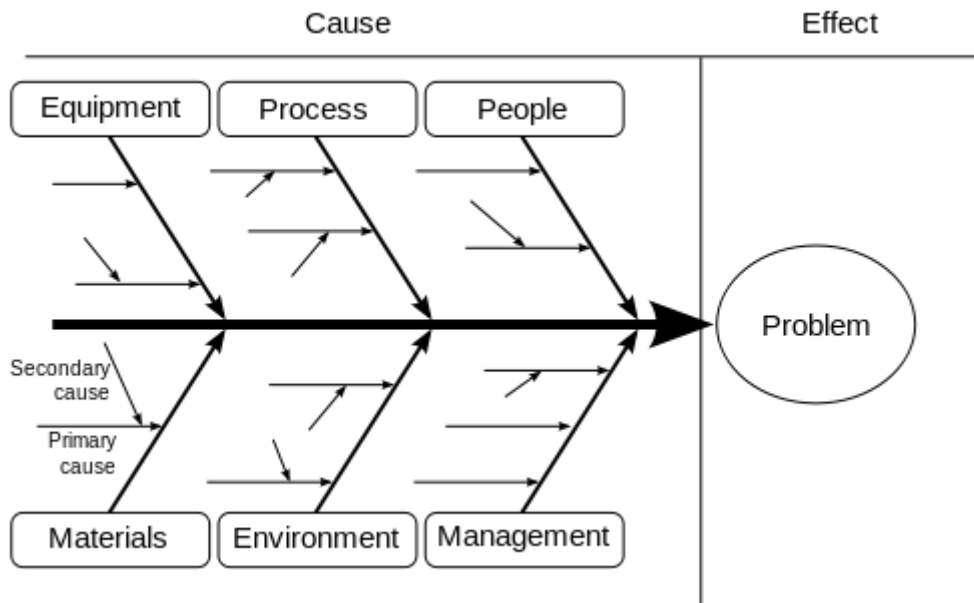 Cause
Effect
Equipment
Process
People
Problem
Secondary
cause
Primary
cause
Materials
Environment
Management